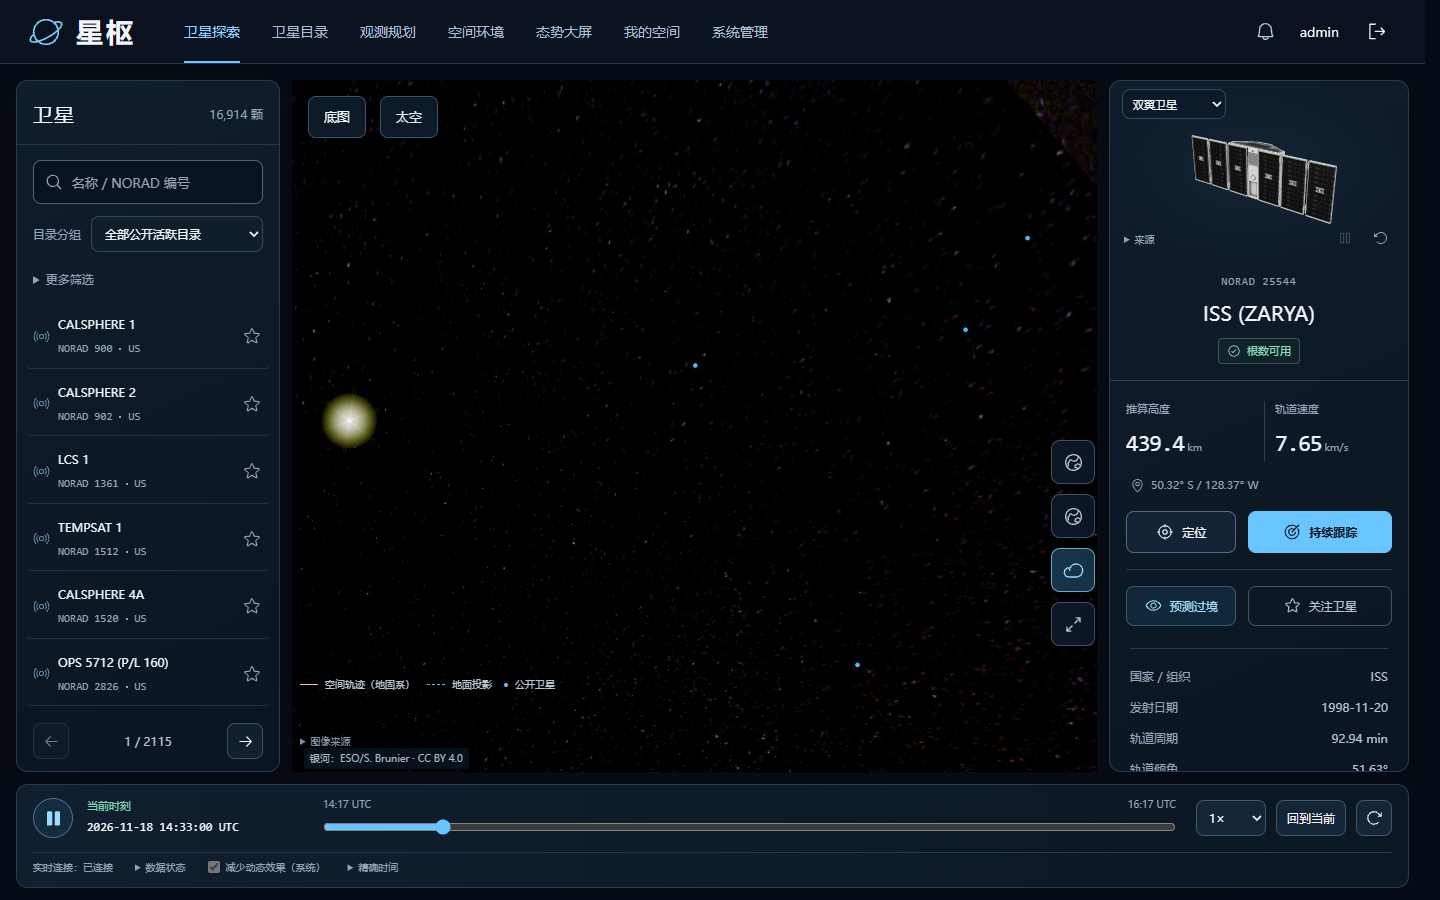 星枢
卫星探索 卫星目录 观测规划 空间环境 态势大屏 我的空间 系统管理
admin
卫星
16,914 颗
名称 / NORAD 编号
目录分组 全部公开活跃目录
更多筛选
CALSPHERE 1
NORAD 900 • US
CALSPHERE 2
NORAD 902 • US
LCS 1
NORAD 1361 • US
TEMPSAT 1
NORAD 1512 • US
CALSPHERE 4A
NORAD 1520 • US
OPS 5712 (P/L 160)
NORAD 2826 • US
1 / 2115
底图 太空
空间轨迹（地固系） 地面投影 公开卫星
图像来源
银河：ESO/S. Brunier · CC BY 4.0
双翼卫星
来源
NORAD 25544
ISS (ZARYA)
根数可用
推算高度 轨道速度
439.4 km 7.65 km/s
50.32° S / 128.37° W
定位 持续跟踪
预测过境 关注卫星
国家 / 组织 ISS
发射日期 1998-11-20
轨道周期 92.94 min
轨道倾角 51.63°
当前时刻
2026-11-18 14:33:00 UTC
14:17 UTC 16:17 UTC
1× 回到当前
实时连接：已连接 数据状态 减少动态效果（系统） 精确时间